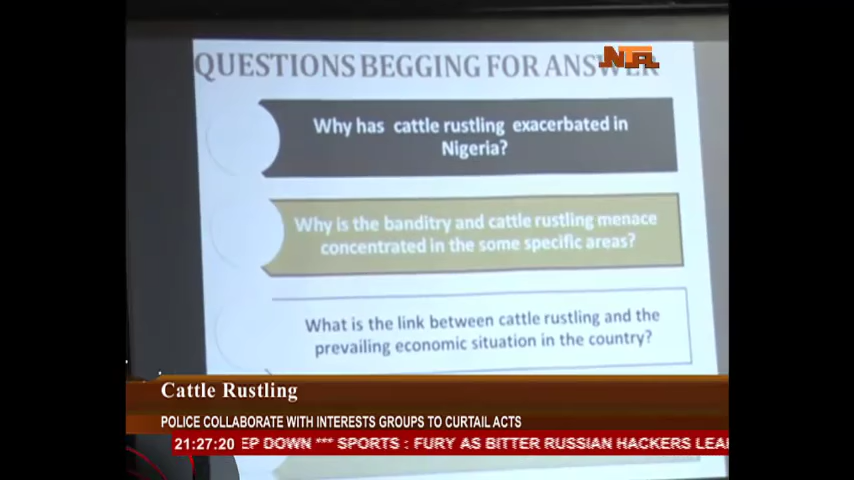 QUESTIONS BEGGING FOR ANSWER
NTA
Why has cattle rustling exacerbated in
Nigeria?
Why is the banditry and cattle rustling menace
concentrated in the some specific areas?
What is the link between cattle rustling and the
prevailing economic situation in the country?
Cattle Rustling
POLICE COLLABORATE WITH INTERESTS GROUPS TO CURTAIL ACTS
21:27:20 EP DOWN *** SPORTS : FURY AS BITTER RUSSIAN HACKERS LEA